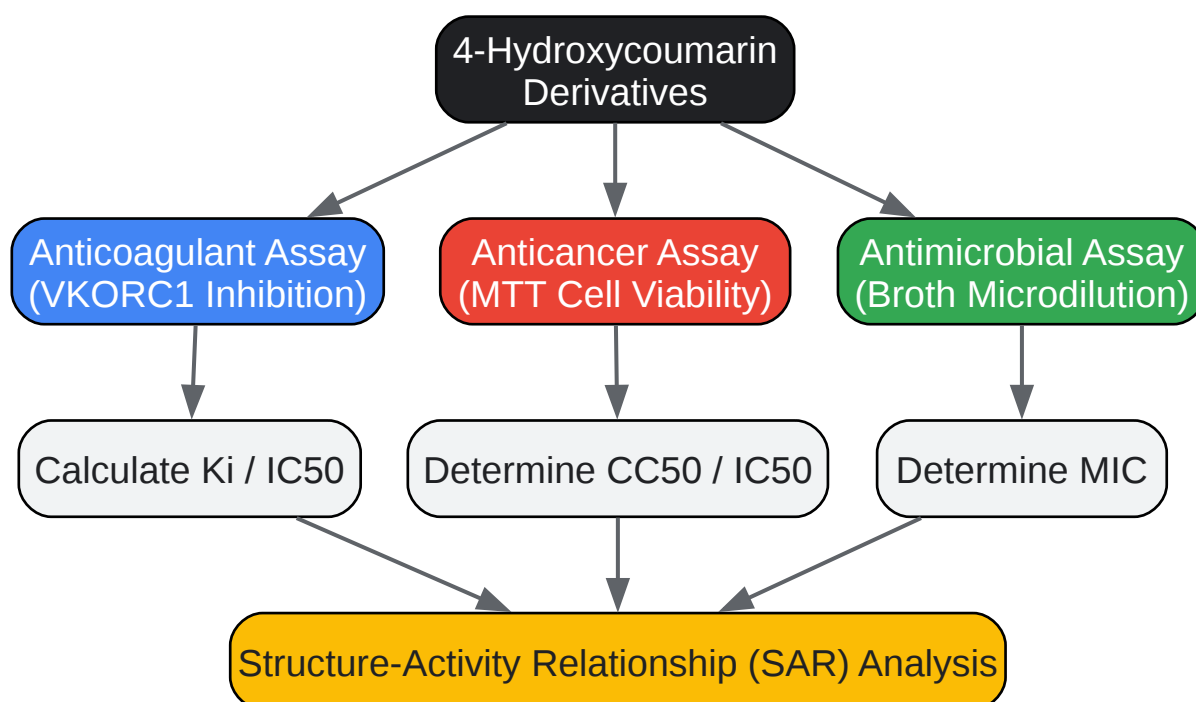 4-Hydroxycoumarin
Derivatives
Anticoagulant Assay
(VKORC1 Inhibition)
Anticancer Assay
(MTT Cell Viability)
Antimicrobial Assay
(Broth Microdilution)
Calculate Ki / IC50
Determine CC50 / IC50
Determine MIC
Structure-Activity Relationship (SAR) Analysis